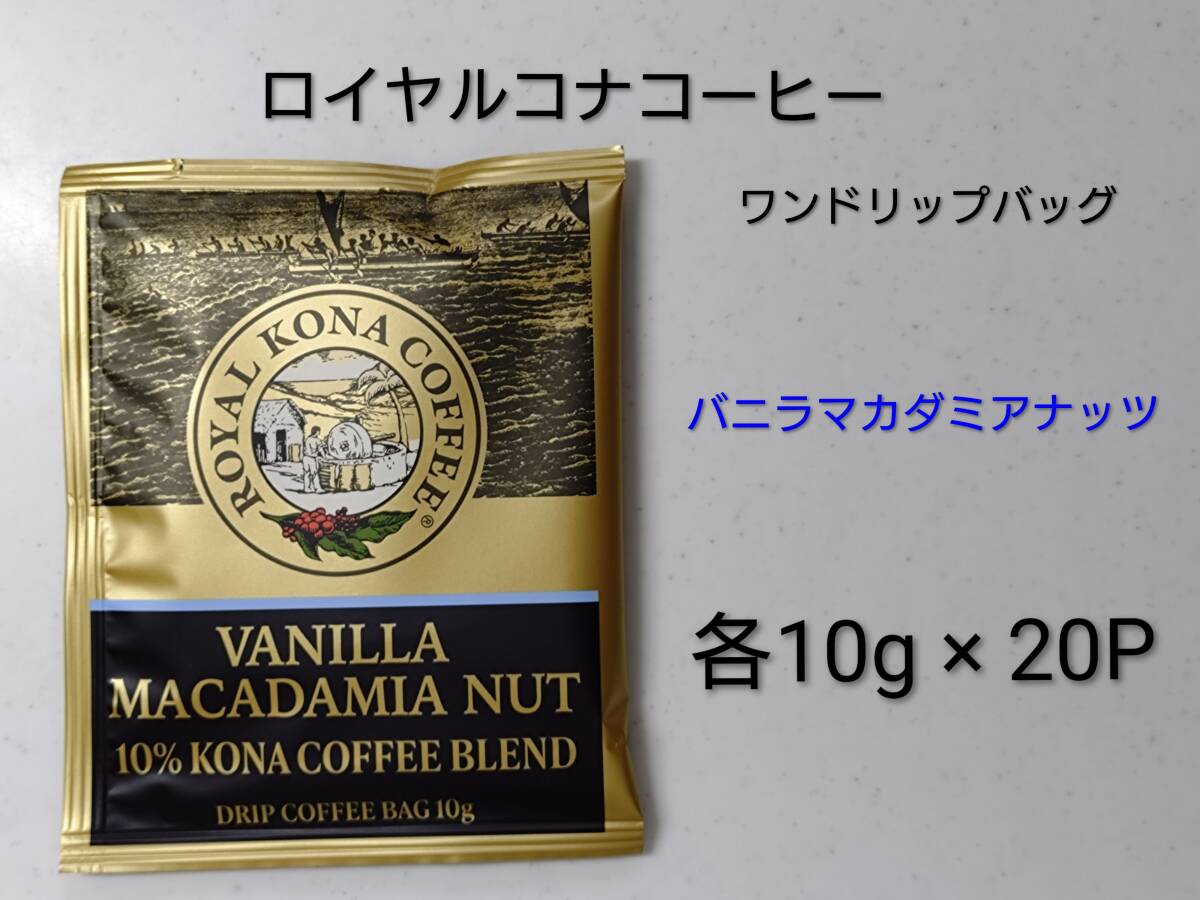 ロイヤルコナコーヒー
ワンドリップバッグ
ROYAL KONA COFFEE®
バニラマカダミアナッツ
各10g × 20P
VANILLA
MACADAMIA NUT
10% KONA COFFEE BLEND
DRIP COFFEE BAG 10g